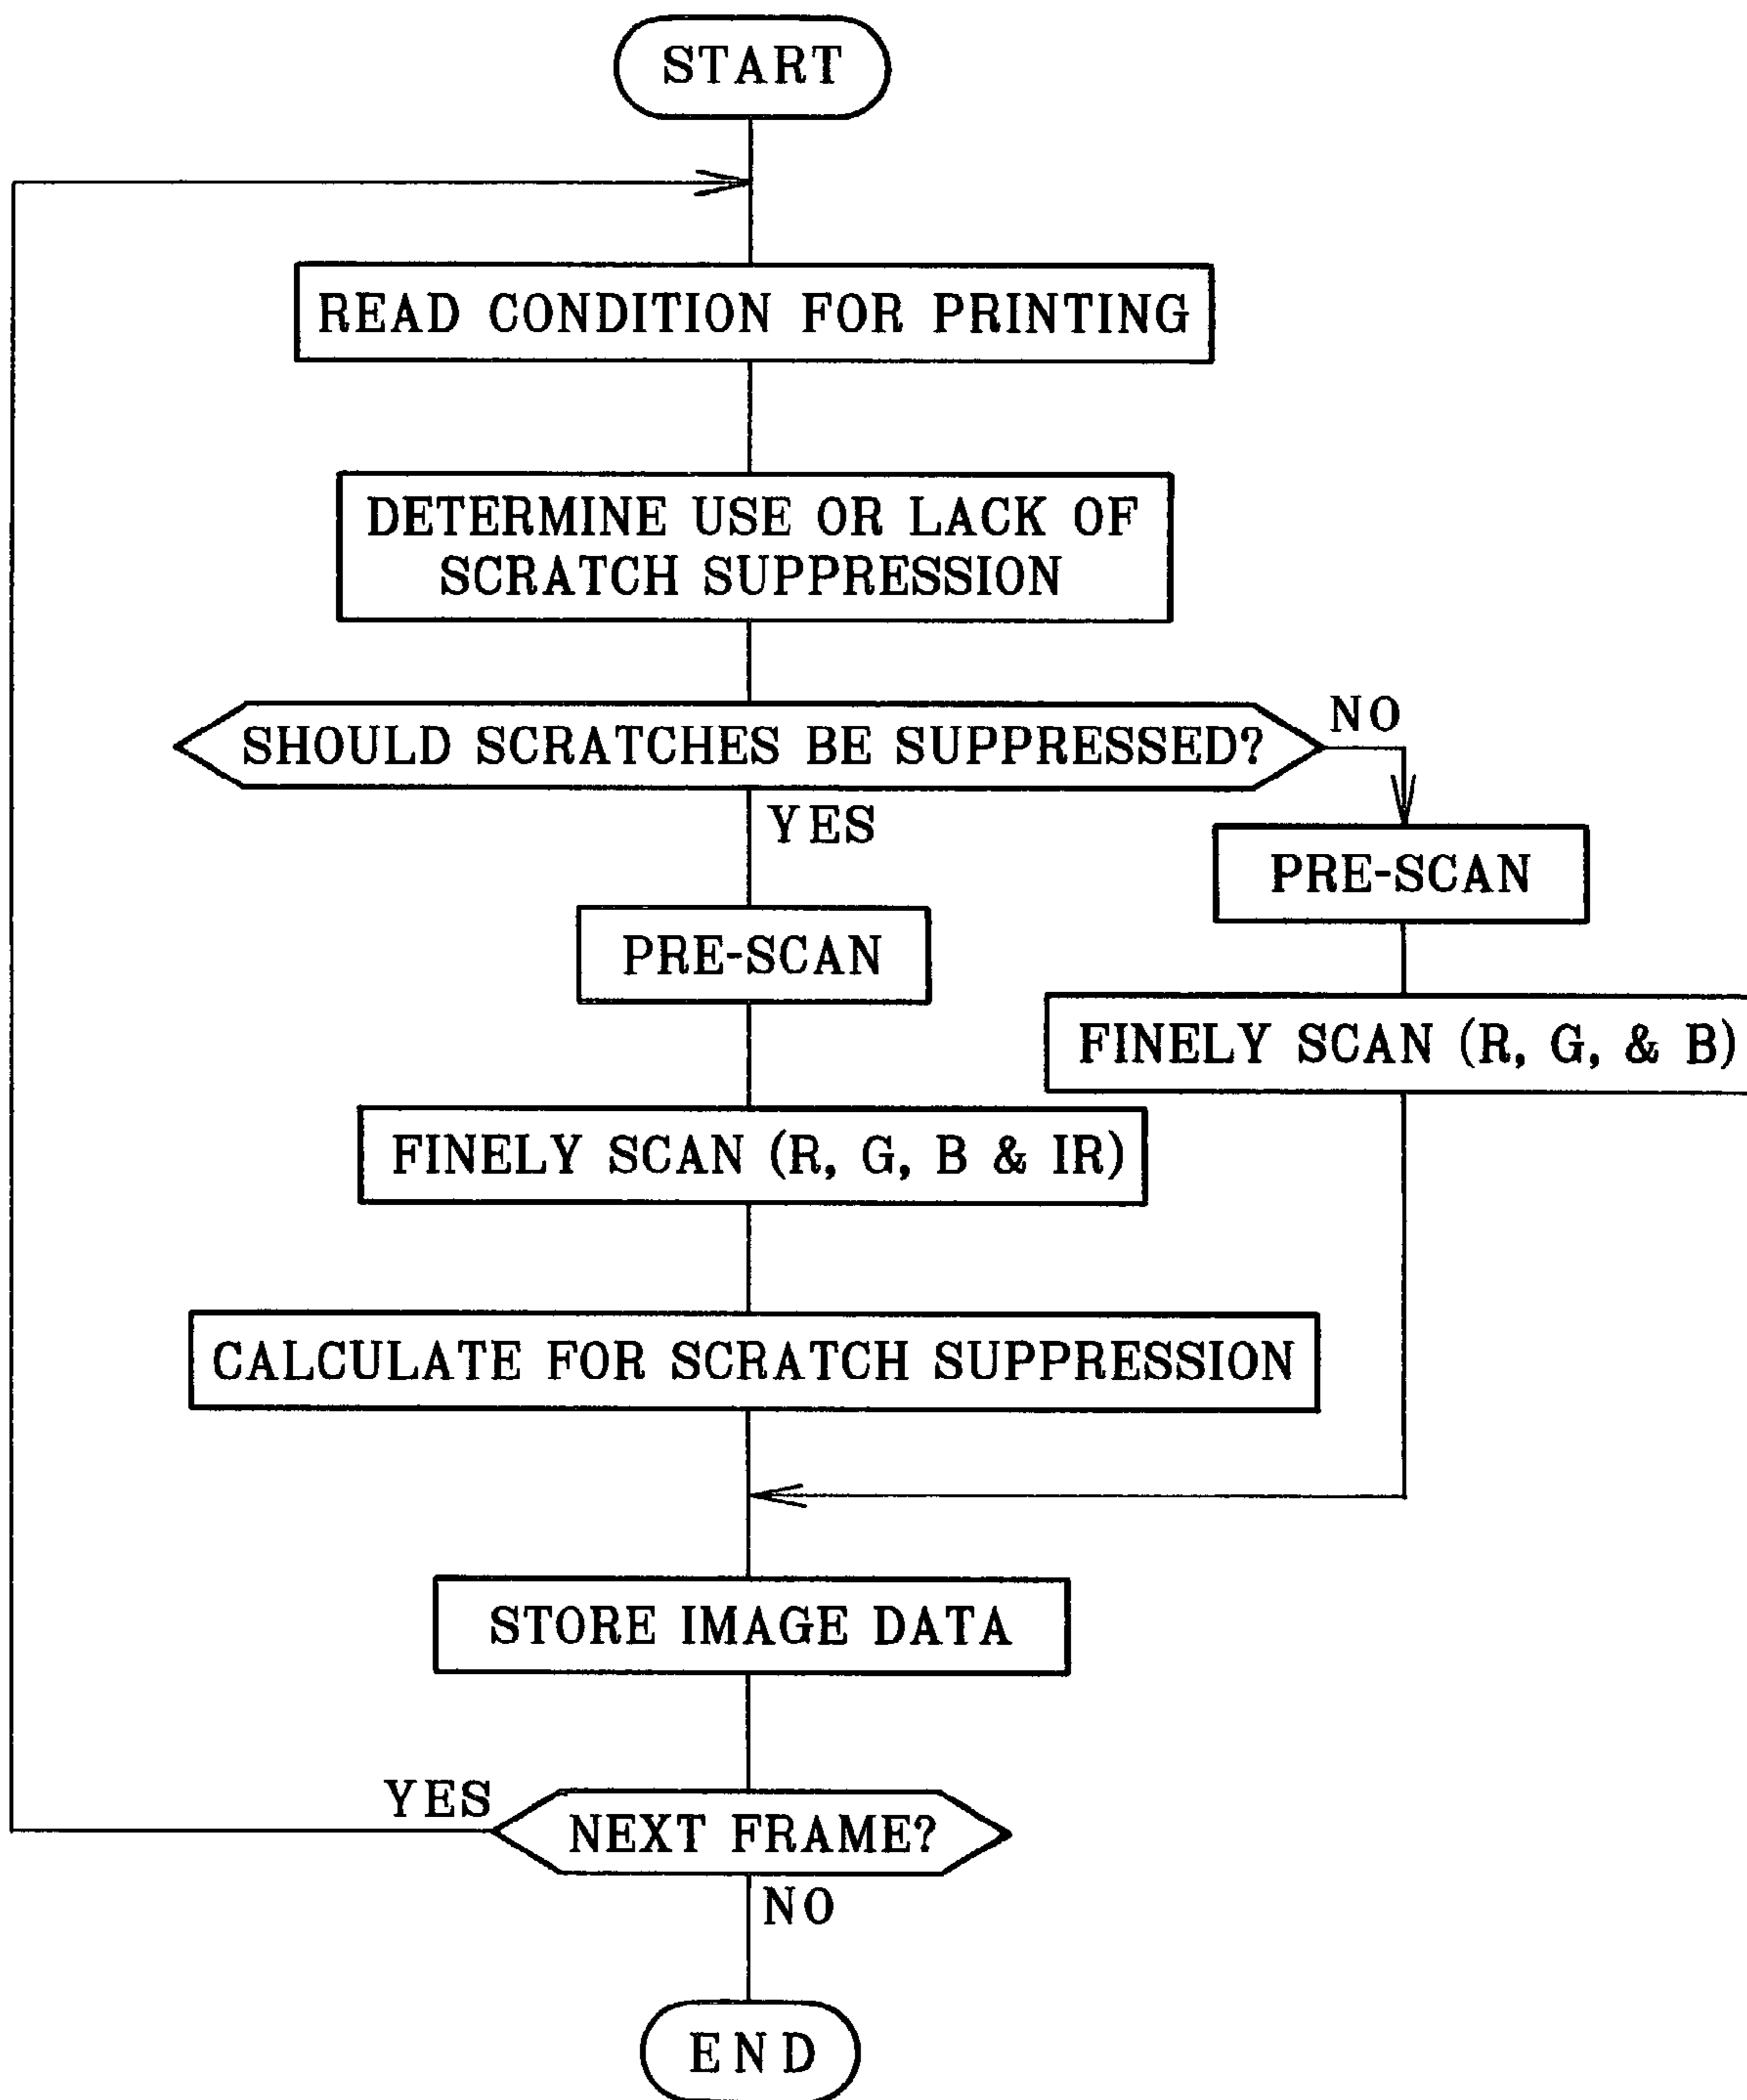 START
READ CONDITION FOR PRINTING
DETERMINE USE OR LACK OF
SCRATCH SUPPRESSION
SHOULD SCRATCHES BE SUPPRESSED?
NO
YES
PRE-SCAN
PRE-SCAN
FINELY SCAN (R, G, & B)
FINELY SCAN (R, G, B & IR)
CALCULATE FOR SCRATCH SUPPRESSION
STORE IMAGE DATA
YES
NEXT FRAME?
NO
END